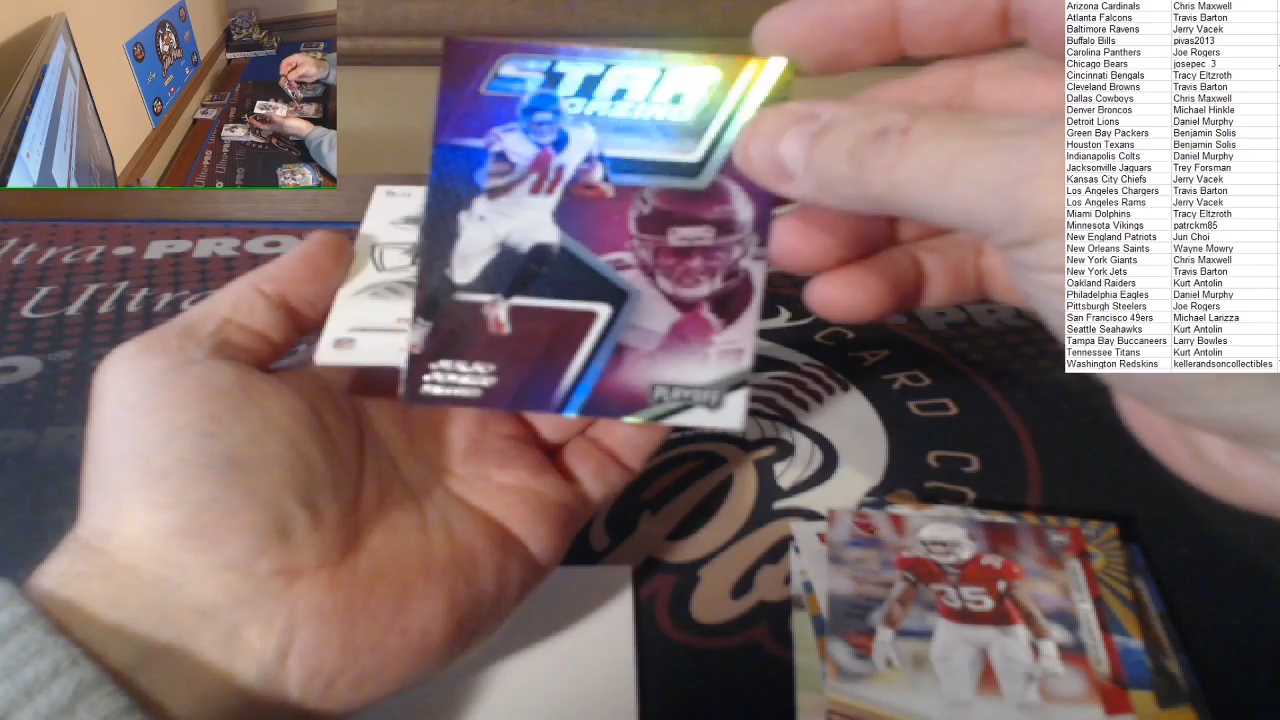 Arizona Cardinals Chris Maxwell
Atlanta Falcons Travis Barton
Baltimore Ravens Jerry Vacek
Buffalo Bills pivas2013
Carolina Panthers Joe Rogers
Chicago Bears josepec_3
Cincinnati Bengals Tracy Eltzroth
Cleveland Browns Travis Barton
Dallas Cowboys Chris Maxwell
Denver Broncos Michael Hinkle
Detroit Lions Daniel Murphy
Green Bay Packers Benjamin Solis
Houston Texans Benjamin Solis
Indianapolis Colts Daniel Murphy
Jacksonville Jaguars Trey Forsman
Kansas City Chiefs Jerry Vacek
Los Angeles Chargers Travis Barton
Los Angeles Rams Jerry Vacek
Miami Dolphins Tracy Eltzroth
Minnesota Vikings patrckm85
New England Patriots Jun Choi
New Orleans Saints Wayne Mowry
New York Giants Chris Maxwell
New York Jets Travis Barton
Oakland Raiders Kurt Antolin
Philadelphia Eagles Daniel Murphy
Pittsburgh Steelers Joe Rogers
San Francisco 49ers Michael Larizza
Seattle Seahawks Kurt Antolin
Tampa Bay Buccaneers Larry Bowles
Tennessee Titans Kurt Antolin
Washington Redskins kellerandsoncollectibles
STAR
GAZING
11
JULIO
JONES
PLAYOFF
Ultra•PRO
Ultra
CARD CO
35
Ultra•PRO